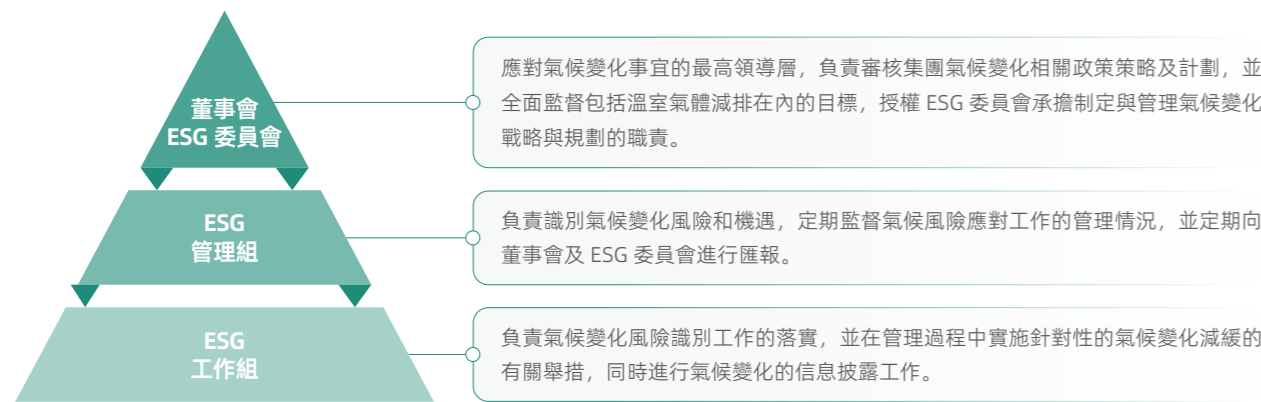 董事會
ESG 委員會
應對氣候變化事宜的最高領導層，負責審核集團氣候變化相關政策策略及計劃，並
全面監督包括溫室氣體減排在內的目標，授權 ESG 委員會承擔制定與管理氣候變化
戰略與規劃的職責。
ESG
管理組
負責識別氣候變化風險和機遇，定期監督氣候風險應對工作的管理情況，並定期向
董事會及 ESG 委員會進行匯報。
ESG
工作組
負責氣候變化風險識別工作的落實，並在管理過程中實施針對性的氣候變化減緩的
有關舉措，同時進行氣候變化的信息披露工作。